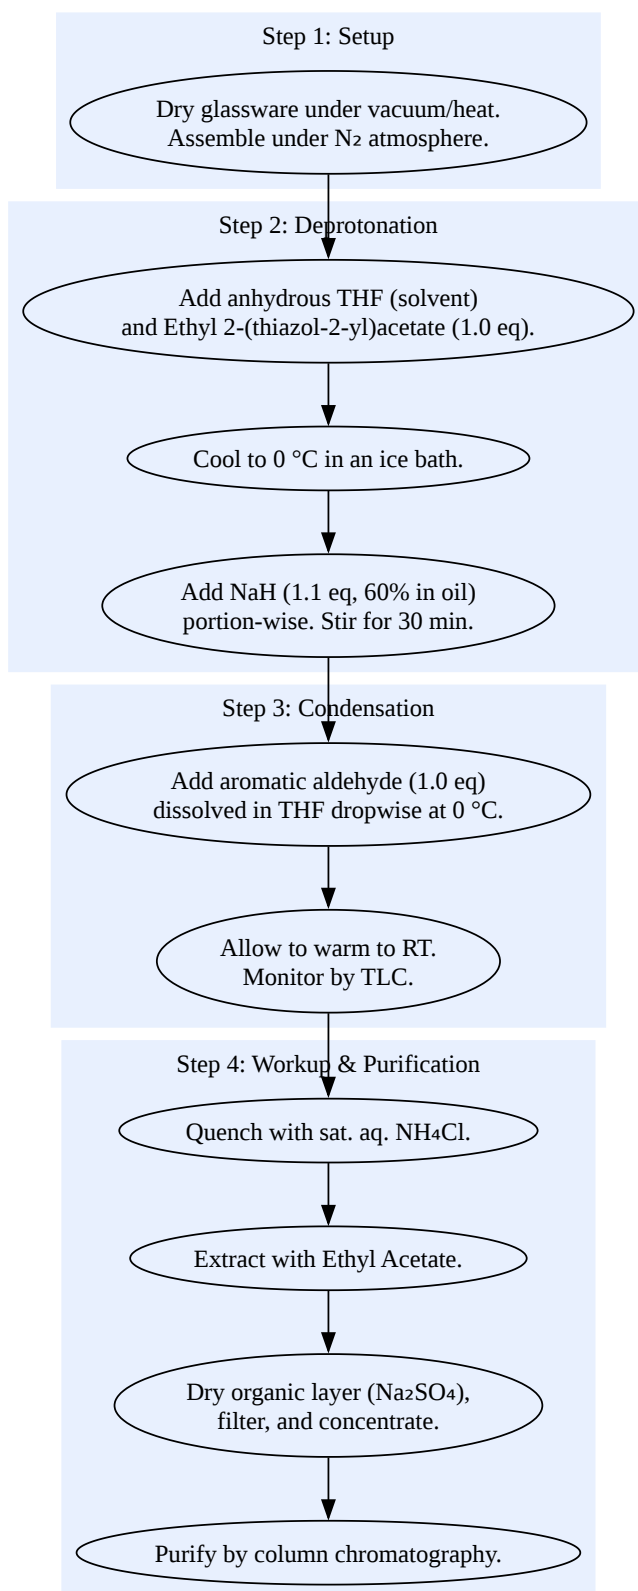 Step 1: Setup
Dry glassware under vacuum/heat.
Assemble under N₂ atmosphere.
Step 2: Deprotonation
Add anhydrous THF (solvent)
and Ethyl 2-(thiazol-2-yl)acetate (1.0 eq).
Cool to 0 °C in an ice bath.
Add NaH (1.1 eq, 60% in oil)
portion-wise. Stir for 30 min.
Step 3: Condensation
Add aromatic aldehyde (1.0 eq)
dissolved in THF dropwise at 0 °C.
Allow to warm to RT.
Monitor by TLC.
Step 4: Workup & Purification
Quench with sat. aq. NH₄Cl.
Extract with Ethyl Acetate.
Dry organic layer (Na₂SO₄),
filter, and concentrate.
Purify by column chromatography.